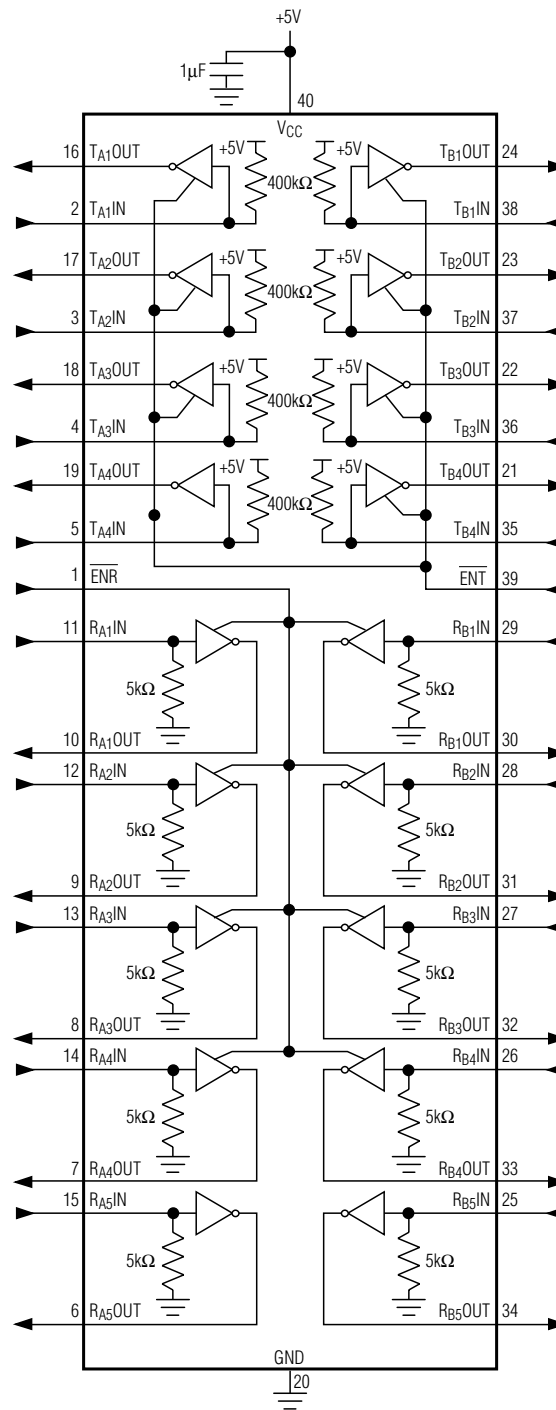 +5V
1µF
40
VCC
16 TA1OUT +5V +5V TB1OUT 24
400kΩ
2 TA1IN TB1IN 38
17 TA2OUT +5V +5V TB2OUT 23
400kΩ
3 TA2IN TB2IN 37
18 TA3OUT +5V +5V TB3OUT 22
400kΩ
4 TA3IN TB3IN 36
19 TA4OUT +5V +5V TB4OUT 21
400kΩ
5 TA4IN TB4IN 35
1 ENR ENT 39
11 RA1IN RB1IN 29
5kΩ 5kΩ
10 RA1OUT RB1OUT 30
12 RA2IN RB2IN 28
5kΩ 5kΩ
9 RA2OUT RB2OUT 31
13 RA3IN RB3IN 27
5kΩ 5kΩ
8 RA3OUT RB3OUT 32
14 RA4IN RB4IN 26
5kΩ 5kΩ
7 RA4OUT RB4OUT 33
15 RA5IN RB5IN 25
5kΩ 5kΩ
6 RA5OUT RB5OUT 34
GND
20